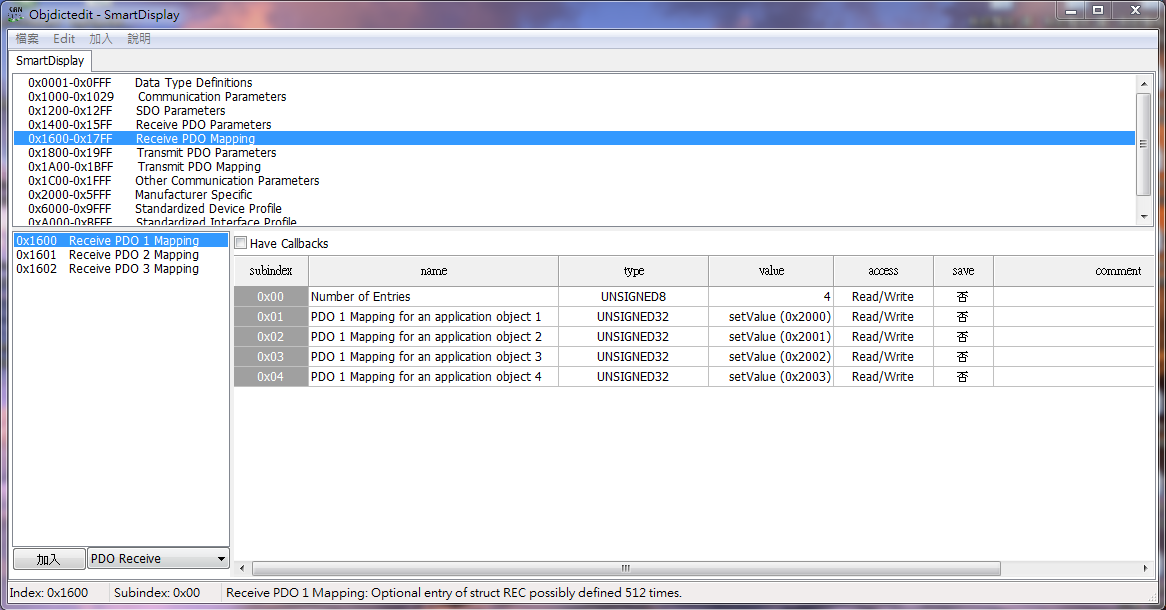 Objdictedit - SmartDisplay
檔案 Edit 加入 說明
SmartDisplay
0x0001-0x0FFF Data Type Definitions
0x1000-0x1029 Communication Parameters
0x1200-0x12FF SDO Parameters
0x1400-0x15FF Receive PDO Parameters
0x1600-0x17FF Receive PDO Mapping
0x1800-0x19FF Transmit PDO Parameters
0x1A00-0x1BFF Transmit PDO Mapping
0x1C00-0x1FFF Other Communication Parameters
0x2000-0x5FFF Manufacturer Specific
0x6000-0x9FFF Standardized Device Profile
0xA000-0xBFFF Standardized Interface Profile
0x1600 Receive PDO 1 Mapping
0x1601 Receive PDO 2 Mapping
0x1602 Receive PDO 3 Mapping
Have Callbacks
subindex name type value access save comment
0x00 Number of Entries UNSIGNED8 4 Read/Write 否
0x01 PDO 1 Mapping for an application object 1 UNSIGNED32 setValue (0x2000) Read/Write 否
0x02 PDO 1 Mapping for an application object 2 UNSIGNED32 setValue (0x2001) Read/Write 否
0x03 PDO 1 Mapping for an application object 3 UNSIGNED32 setValue (0x2002) Read/Write 否
0x04 PDO 1 Mapping for an application object 4 UNSIGNED32 setValue (0x2003) Read/Write 否
加入 PDO Receive
Index: 0x1600 Subindex: 0x00 Receive PDO 1 Mapping: Optional entry of struct REC possibly defined 512 times.